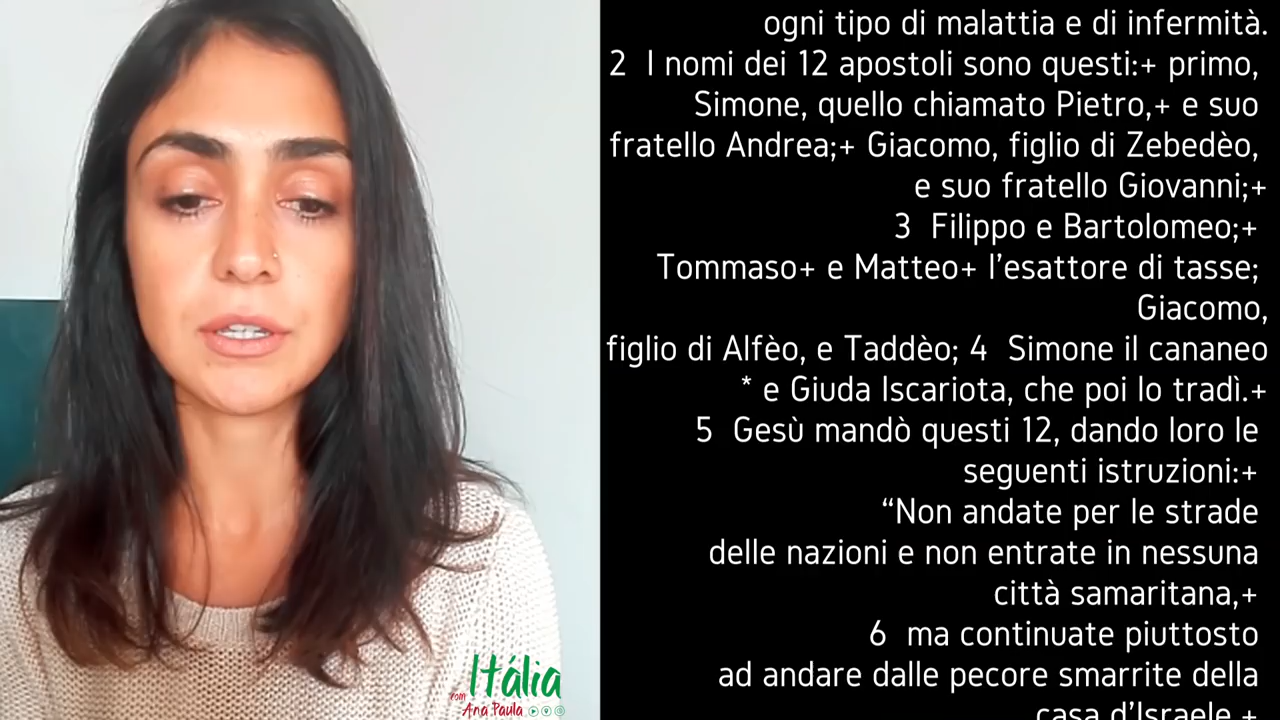 ogni tipo di malattia e di infermità.
2 I nomi dei 12 apostoli sono questi:+ primo,
Simone, quello chiamato Pietro,+ e suo
fratello Andrea;+ Giacomo, figlio di Zebedèo,
e suo fratello Giovanni;+
3 Filippo e Bartolomeo;+
Tommaso+ e Matteo+ l’esattore di tasse;
Giacomo,
figlio di Alfèo, e Taddèo; 4 Simone il cananeo
* e Giuda Iscariota, che poi lo tradì.+
5 Gesù mandò questi 12, dando loro le
seguenti istruzioni:+
“Non andate per le strade
delle nazioni e non entrate in nessuna
città samaritana,+
6 ma continuate piuttosto
ad andare dalle pecore smarrite della
casa d’Israele.+
Itália
com
Ana Paula